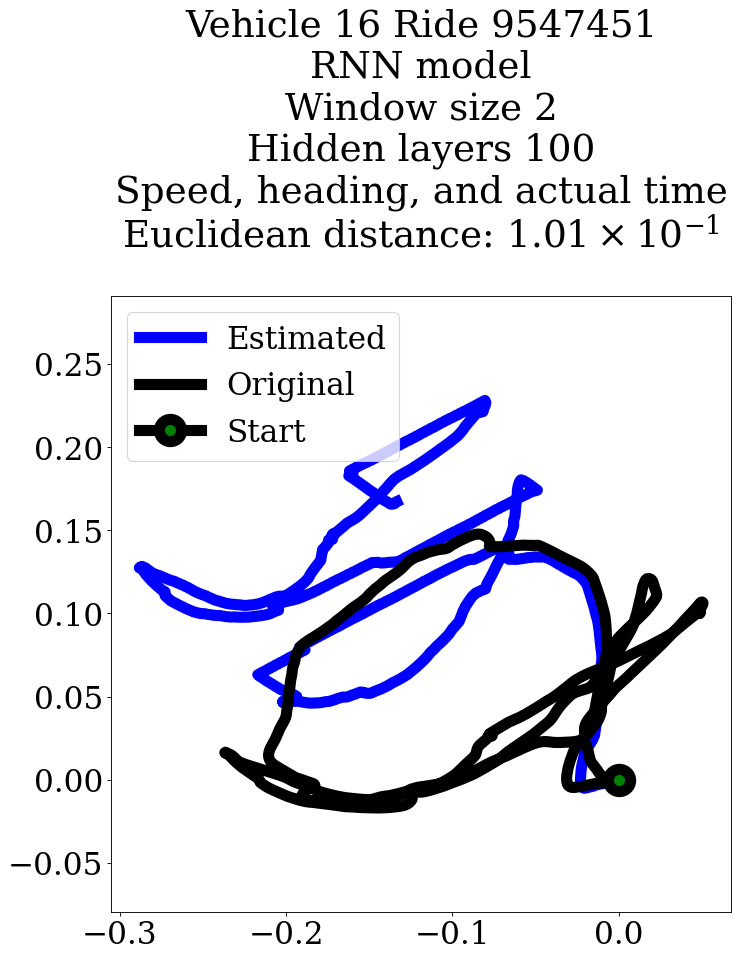 Vehicle 16 Ride 9547451
RNN model
Window size 2
Hidden layers 100
Speed, heading, and actual time
Euclidean distance: 1.01 × 10⁻¹
Estimated
Original
Start
0.25
0.20
0.15
0.10
0.05
0.00
−0.05
−0.3 −0.2 −0.1 0.0